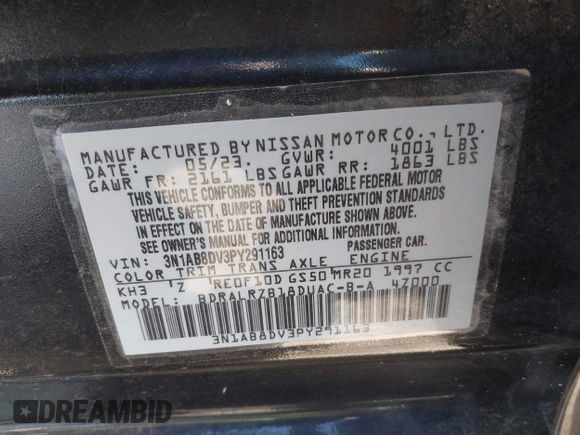 MANUFACTURED BY NISSAN MOTOR CO., LTD.
DATE: 05/23. GVWR: 4001 LBS
GAWR FR: 2161 LBS GAWR RR: 1863 LBS
THIS VEHICLE CONFORMS TO ALL APPLICABLE FEDERAL MOTOR
VEHICLE SAFETY, BUMPER AND THEFT PREVENTION STANDARDS
IN EFFECT ON THE DATE OF MANUFACTURE SHOWN ABOVE.
SEE OWNER'S MANUAL FOR ADDITIONAL INFORMATION.
VIN: 3N1AB8DV3PY291163 PASSENGER CAR.
COLOR TRIM TRANS AXLE ENGINE
KH3 Z RE0F10D GS50 MR20 1997 CC
MODEL: BDRALRZB18DUAC-B-A 4Z000
3N1AB8DV3PY291163
DREAMBID